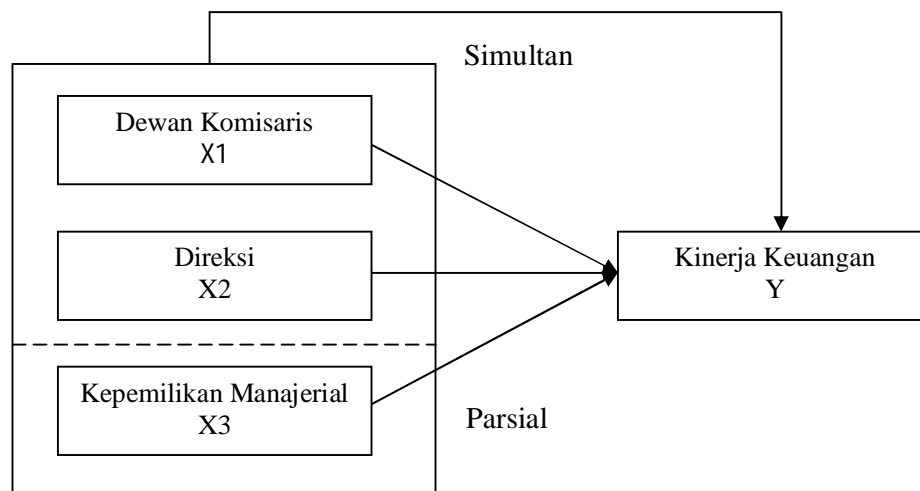 Simultan
Dewan Komisaris
X1
Direksi
X2
Kinerja Keuangan
Y
Kepemilikan Manajerial
X3
Parsial